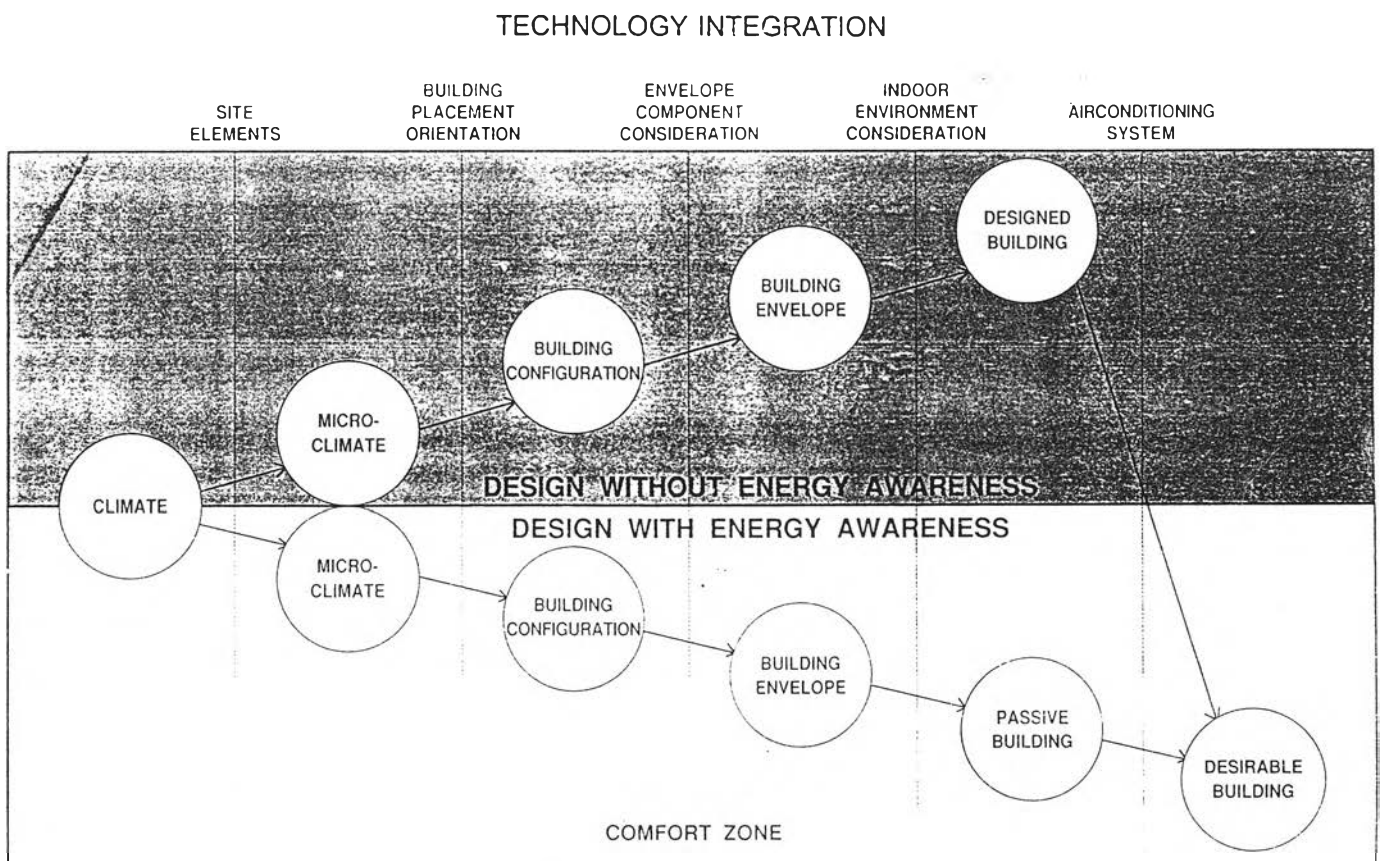 TECHNOLOGY INTEGRATION
SITE
ELEMENTS
BUILDING
PLACEMENT
ORIENTATION
ENVELOPE
COMPONENT
CONSIDERATION
INDOOR
ENVIRONMENT
CONSIDERATION
AIRCONDITIONING
SYSTEM
DESIGNED
BUILDING
BUILDING
ENVELOPE
BUILDING
CONFIGURATION
MICRO-
CLIMATE
CLIMATE
DESIGN WITHOUT ENERGY AWARENESS
DESIGN WITH ENERGY AWARENESS
MICRO-
CLIMATE
BUILDING
CONFIGURATION
BUILDING
ENVELOPE
PASSIVE
BUILDING
DESIRABLE
BUILDING
COMFORT ZONE